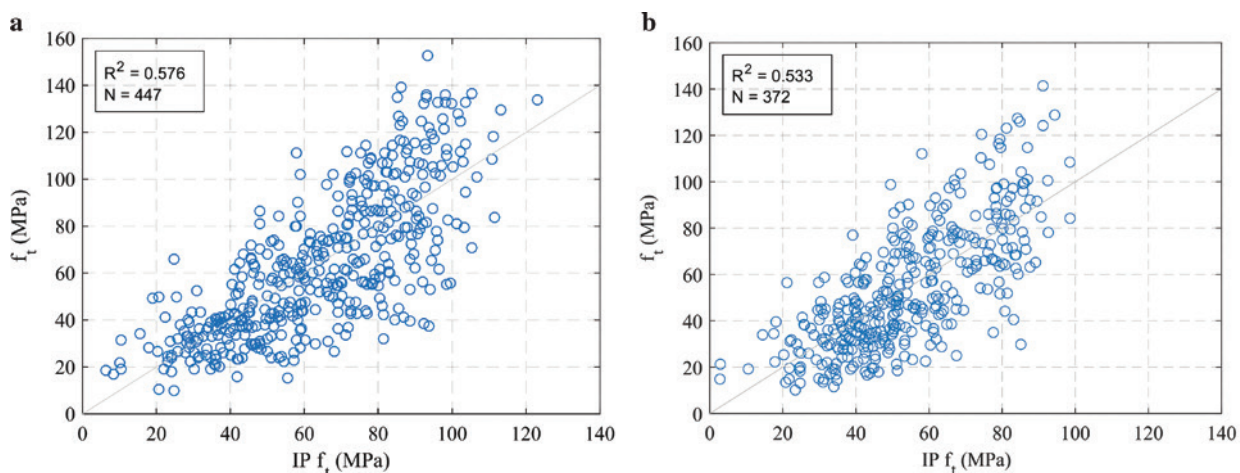 a
160
140
120
100
80
60
40
20
0
f_t (MPa)
R² = 0.576
N = 447
0 20 40 60 80 100 120 140
IP f_t (MPa)
b
160
140
120
100
80
60
40
20
0
f_t (MPa)
R² = 0.533
N = 372
0 20 40 60 80 100 120 140
IP f_t (MPa)